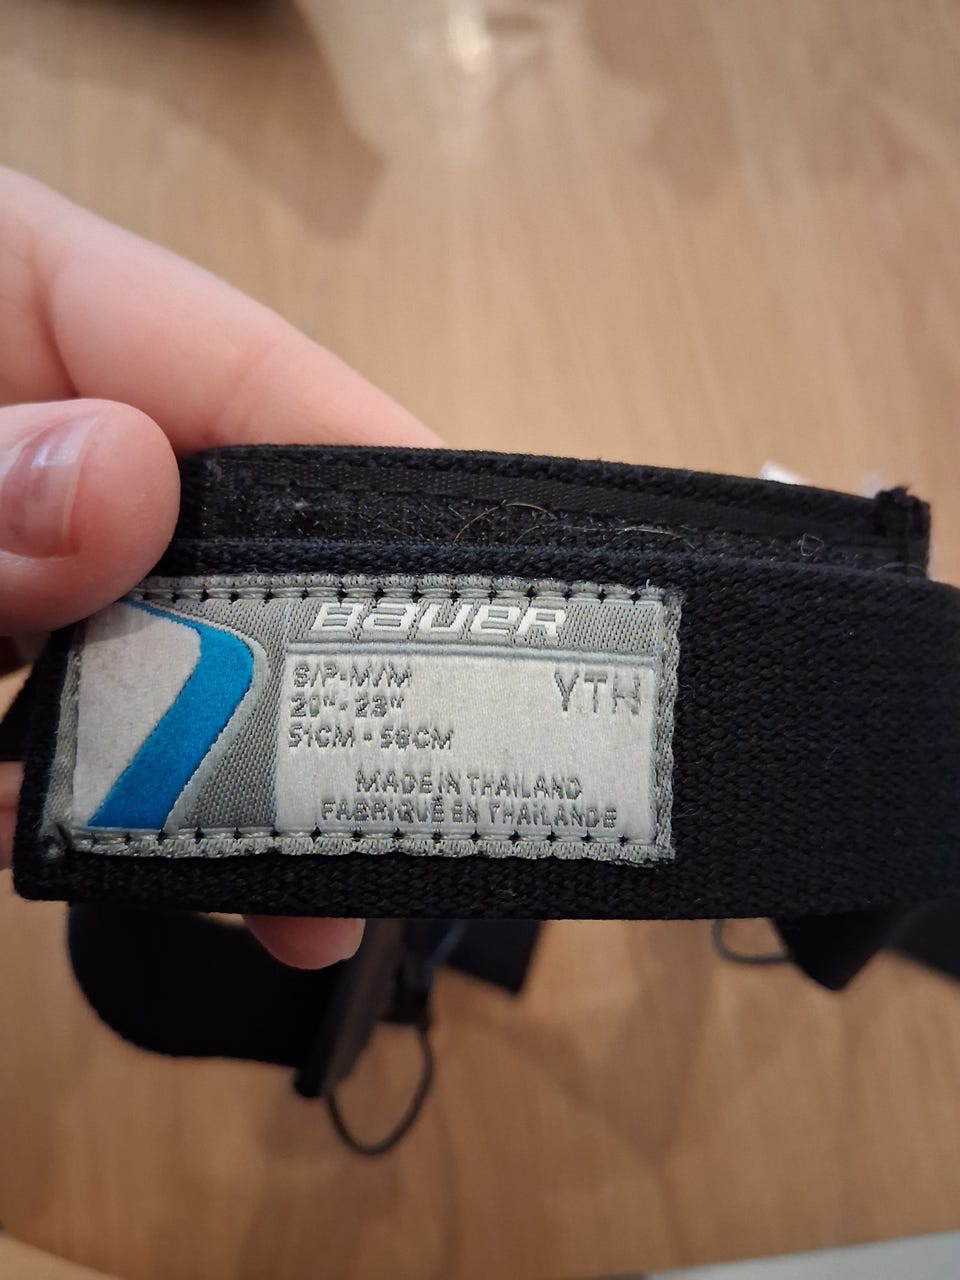 BAUER
S/P-M/M
YTH
20"- 23"
51CM - 58CM
MADE IN THAILAND
FABRIQUÉ EN THAÏLANDE